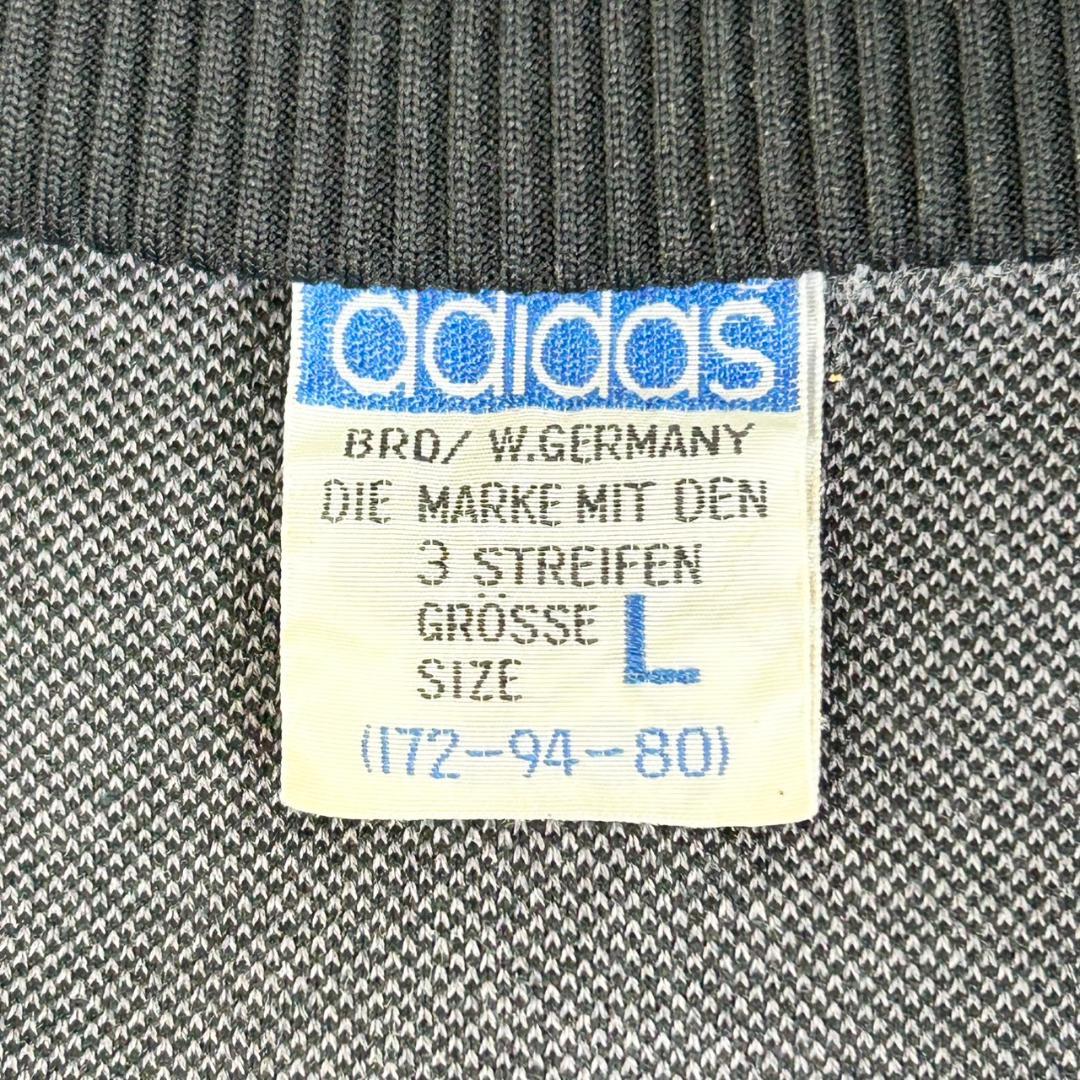 adidas
BRD/ W.GERMANY
DIE MARKE MIT DEN
3 STREIFEN
GRÖSSE L
SIZE
(172-94-80)